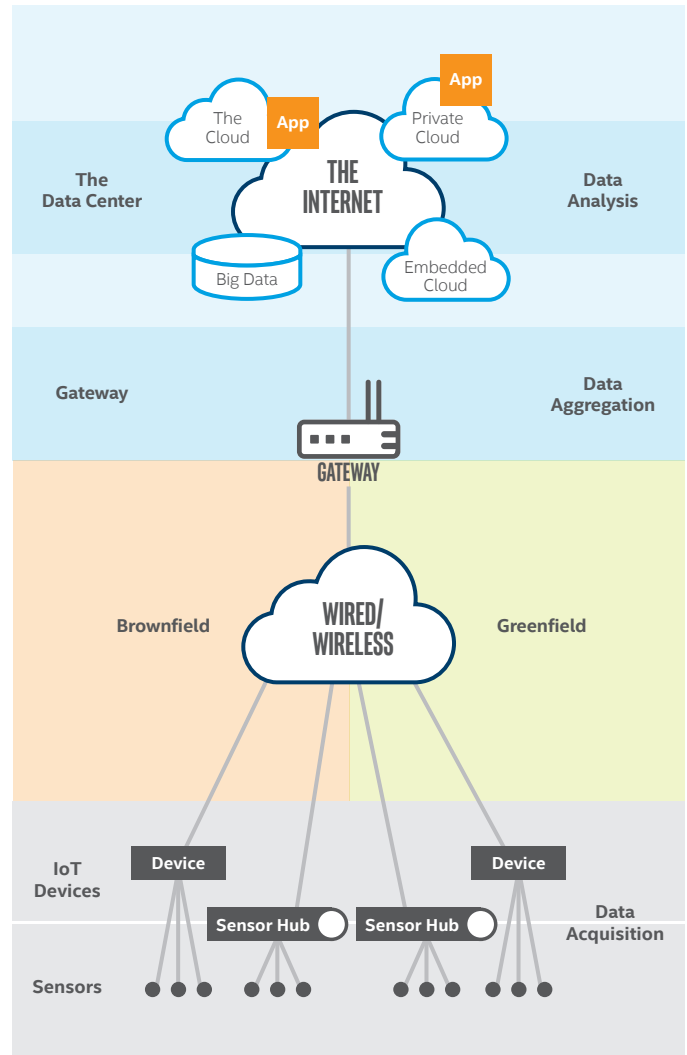 App
App
The
Cloud
Private
Cloud
The
Data Center
THE
INTERNET
Data
Analysis
Big Data
Embedded
Cloud
Gateway
Data
Aggregation
GATEWAY
Brownfield
WIRED/
WIRELESS
Greenfield
IoT
Devices
Device
Device
Sensor Hub
Sensor Hub
Data
Acquisition
Sensors